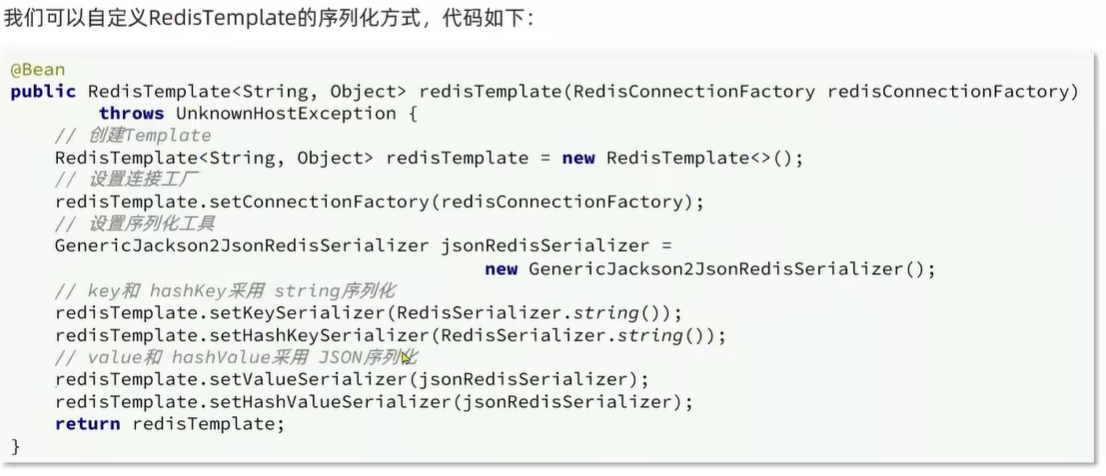 我们可以自定义RedisTemplate的序列化方式，代码如下：
@Bean
public RedisTemplate<String, Object> redisTemplate(RedisConnectionFactory redisConnectionFactory)
        throws UnknownHostException {
    // 创建Template
    RedisTemplate<String, Object> redisTemplate = new RedisTemplate<>();
    // 设置连接工厂
    redisTemplate.setConnectionFactory(redisConnectionFactory);
    // 设置序列化工具
    GenericJackson2JsonRedisSerializer jsonRedisSerializer =
                                            new GenericJackson2JsonRedisSerializer();
    // key和 hashKey采用 string序列化
    redisTemplate.setKeySerializer(RedisSerializer.string());
    redisTemplate.setHashKeySerializer(RedisSerializer.string());
    // value和 hashValue采用 JSON序列化
    redisTemplate.setValueSerializer(jsonRedisSerializer);
    redisTemplate.setHashValueSerializer(jsonRedisSerializer);
    return redisTemplate;
}